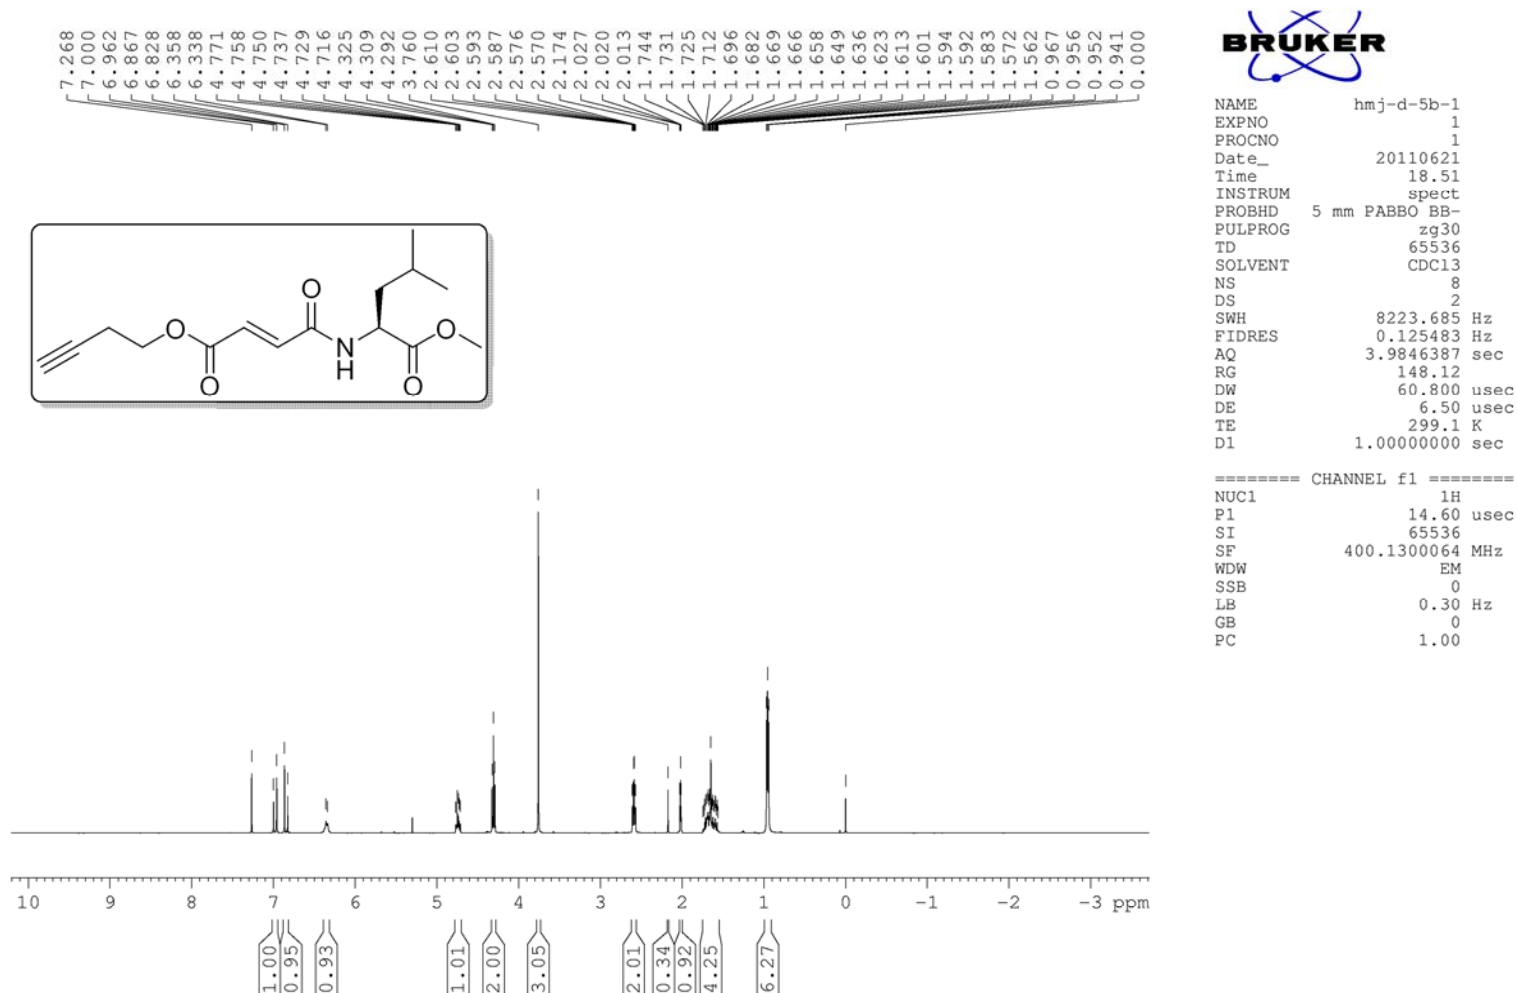 7.268
7.000
6.962
6.867
6.828
6.358
6.338
4.771
4.758
4.750
4.737
4.729
4.716
4.325
4.309
4.292
3.760
2.610
2.603
2.593
2.587
2.576
2.570
2.174
2.027
2.020
2.013
1.744
1.731
1.725
1.712
1.696
1.682
1.669
1.666
1.658
1.649
1.636
1.623
1.613
1.601
1.594
1.592
1.583
1.572
1.562
0.967
0.956
0.952
0.941
0.000
BRUKER
NAME hmj-d-5b-1
EXPNO 1
PROCNO 1
Date_ 20110621
Time 18.51
INSTRUM spect
PROBHD 5 mm PABBO BB-
PULPROG zg30
TD 65536
SOLVENT CDCl3
NS 8
DS 2
SWH 8223.685 Hz
FIDRES 0.125483 Hz
AQ 3.9846387 sec
RG 148.12
DW 60.800 usec
DE 6.50 usec
TE 299.1 K
D1 1.00000000 sec
======== CHANNEL f1 ========
NUC1 1H
P1 14.60 usec
SI 65536
SF 400.1300064 MHz
WDW EM
SSB 0
LB 0.30 Hz
GB 0
PC 1.00
O
O
O
N
H
O
O
10 9 8 7 6 5 4 3 2 1 0 -1 -2 -3 ppm
1.00
0.95
0.93
1.01
2.00
3.05
2.01
0.34
0.92
4.25
6.27